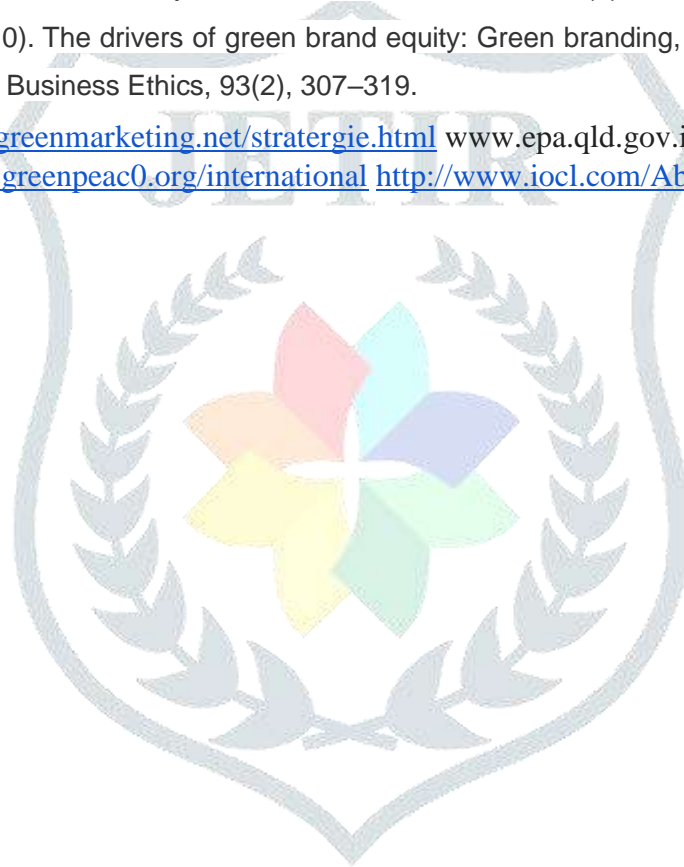 0). The drivers of green brand equity: Green branding,
Business Ethics, 93(2), 307–319.
greenmarketing.net/stratergie.html www.epa.qld.gov.i
greenpeac0.org/international http://www.iocl.com/Ab
JETIR